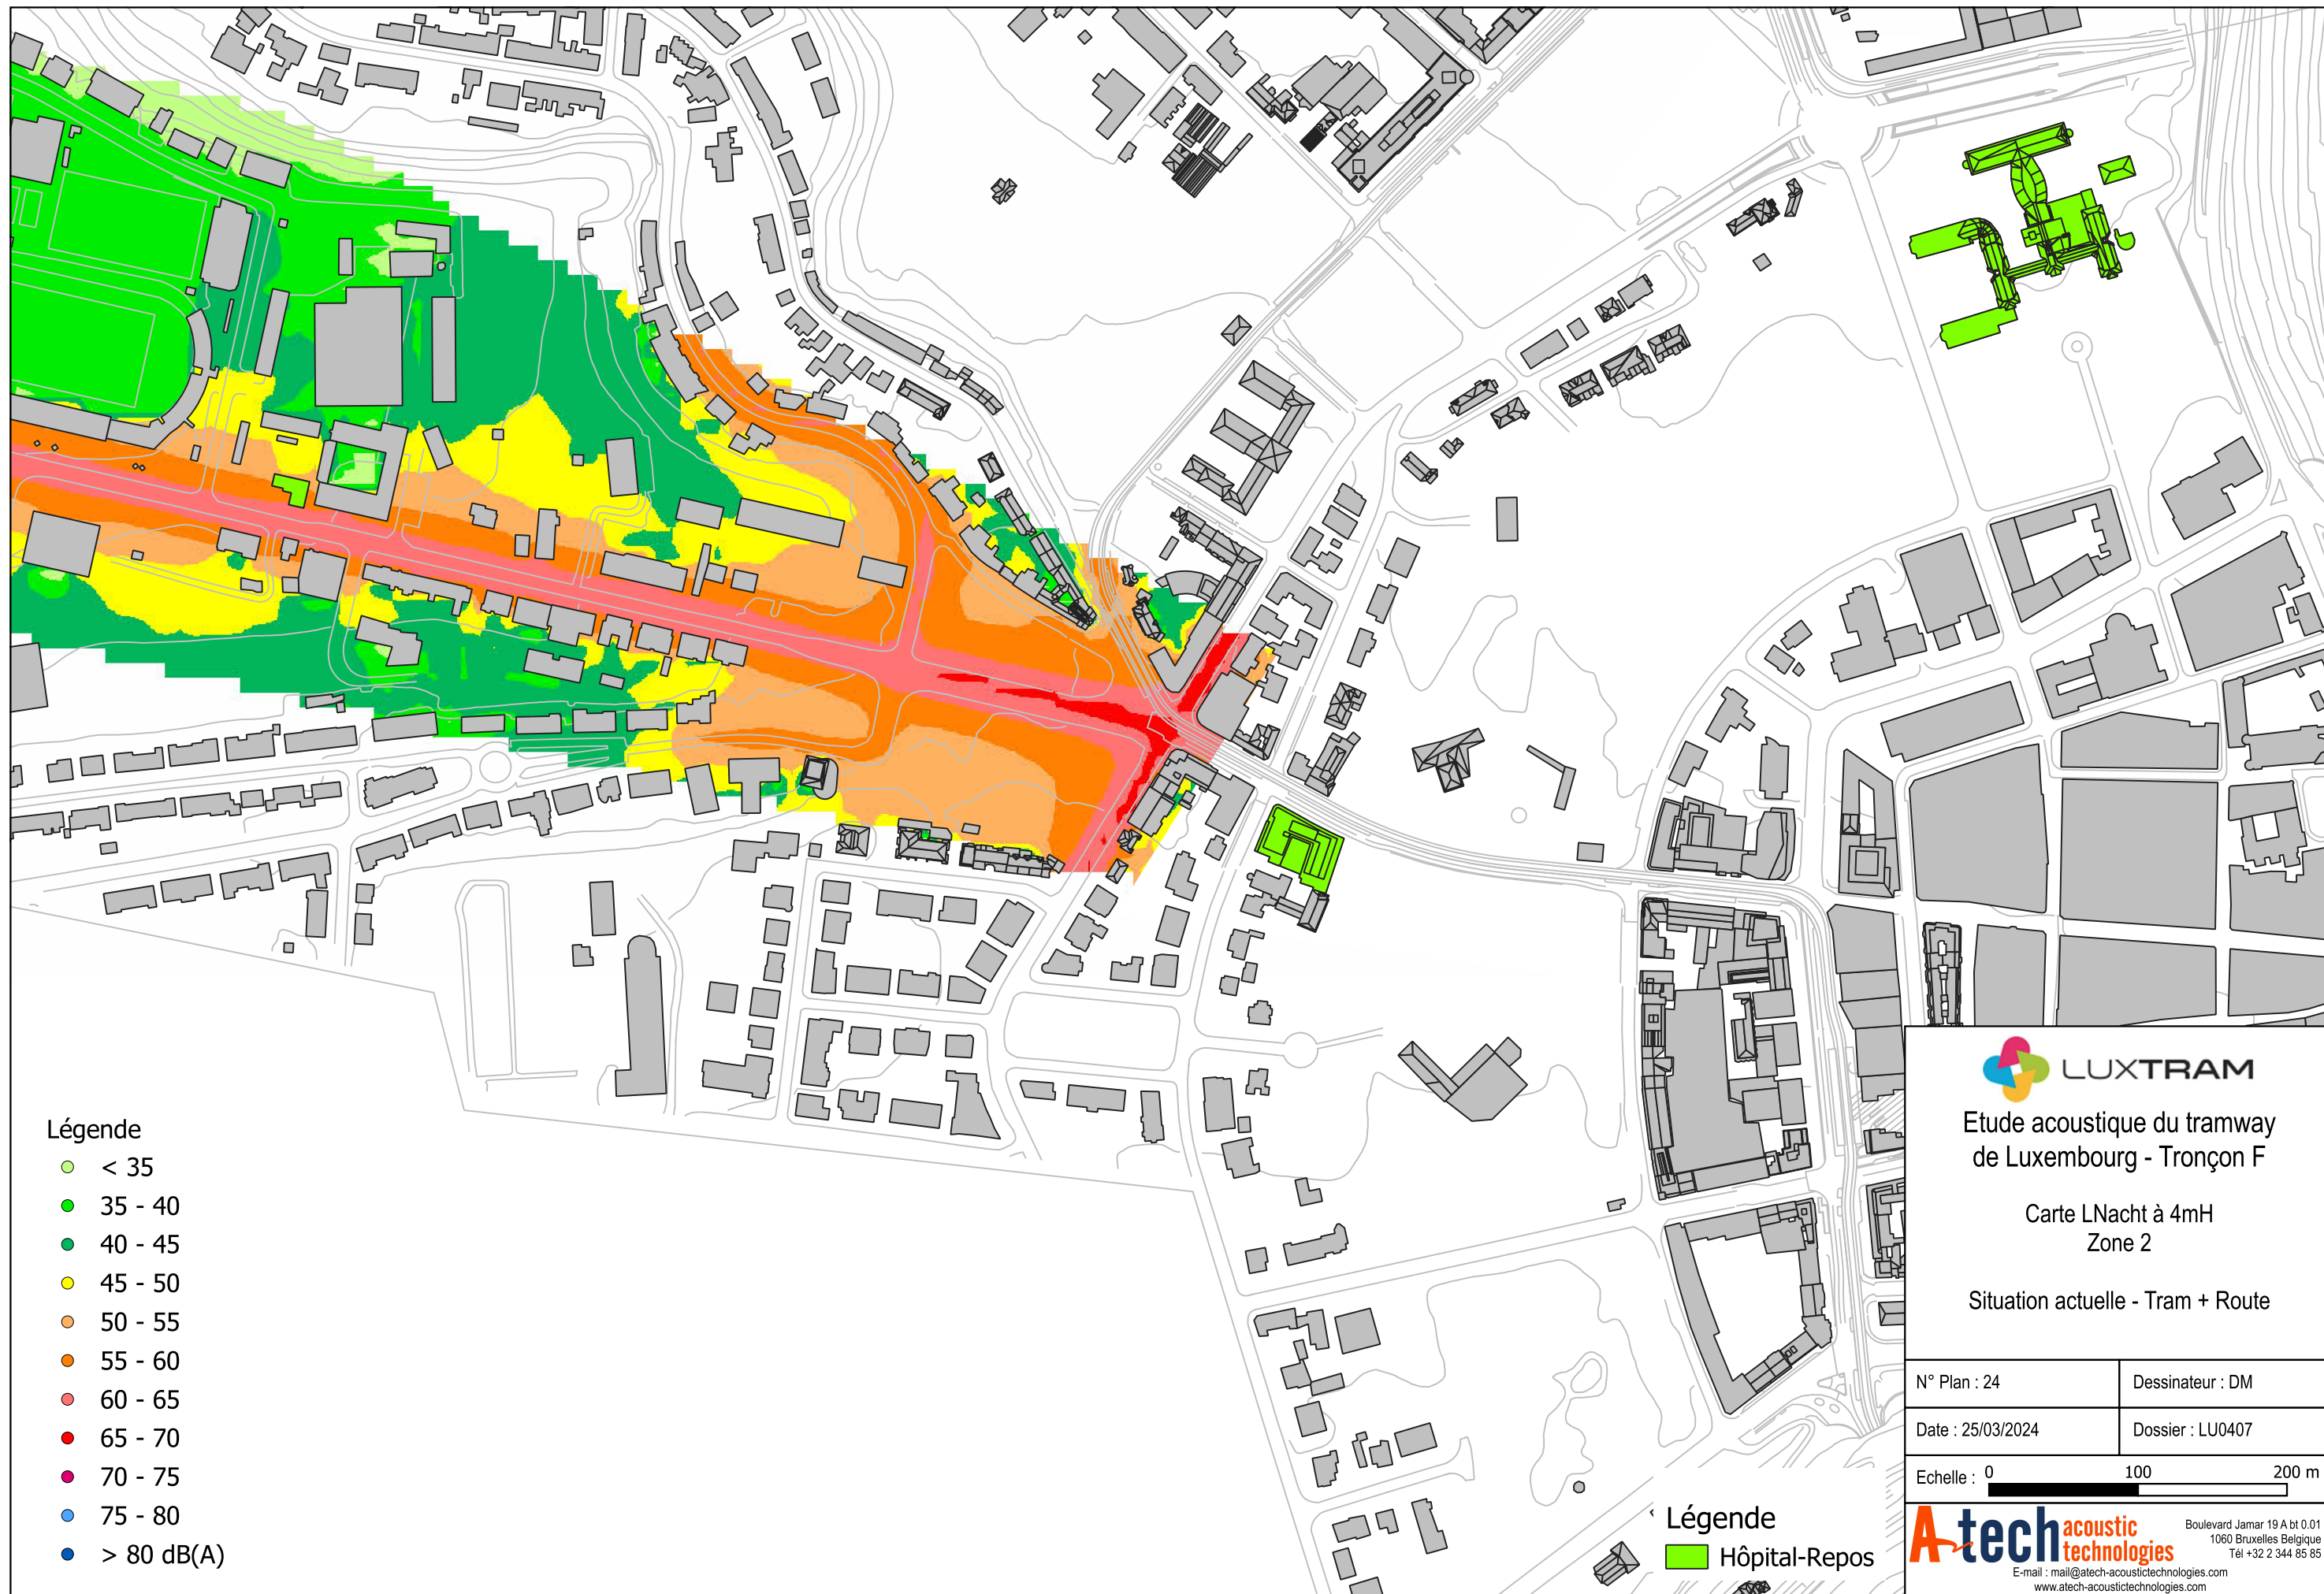 Légende
< 35
35 - 40
40 - 45
45 - 50
50 - 55
55 - 60
60 - 65
65 - 70
70 - 75
75 - 80
> 80 dB(A)
Légende
Hôpital-Repos
LUXTRAM
Etude acoustique du tramway
de Luxembourg - Tronçon F
Carte LNacht à 4mH
Zone 2
Situation actuelle - Tram + Route
N° Plan : 24
Dessinateur : DM
Date : 25/03/2024
Dossier : LU0407
Echelle : 0 100 200 m
A-tech acoustic technologies
Boulevard Jamar 19 A bt 0.01
1060 Bruxelles Belgique
Tél +32 2 344 85 85
E-mail : mail@atech-acoustictechnologies.com
www.atech-acoustictechnologies.com